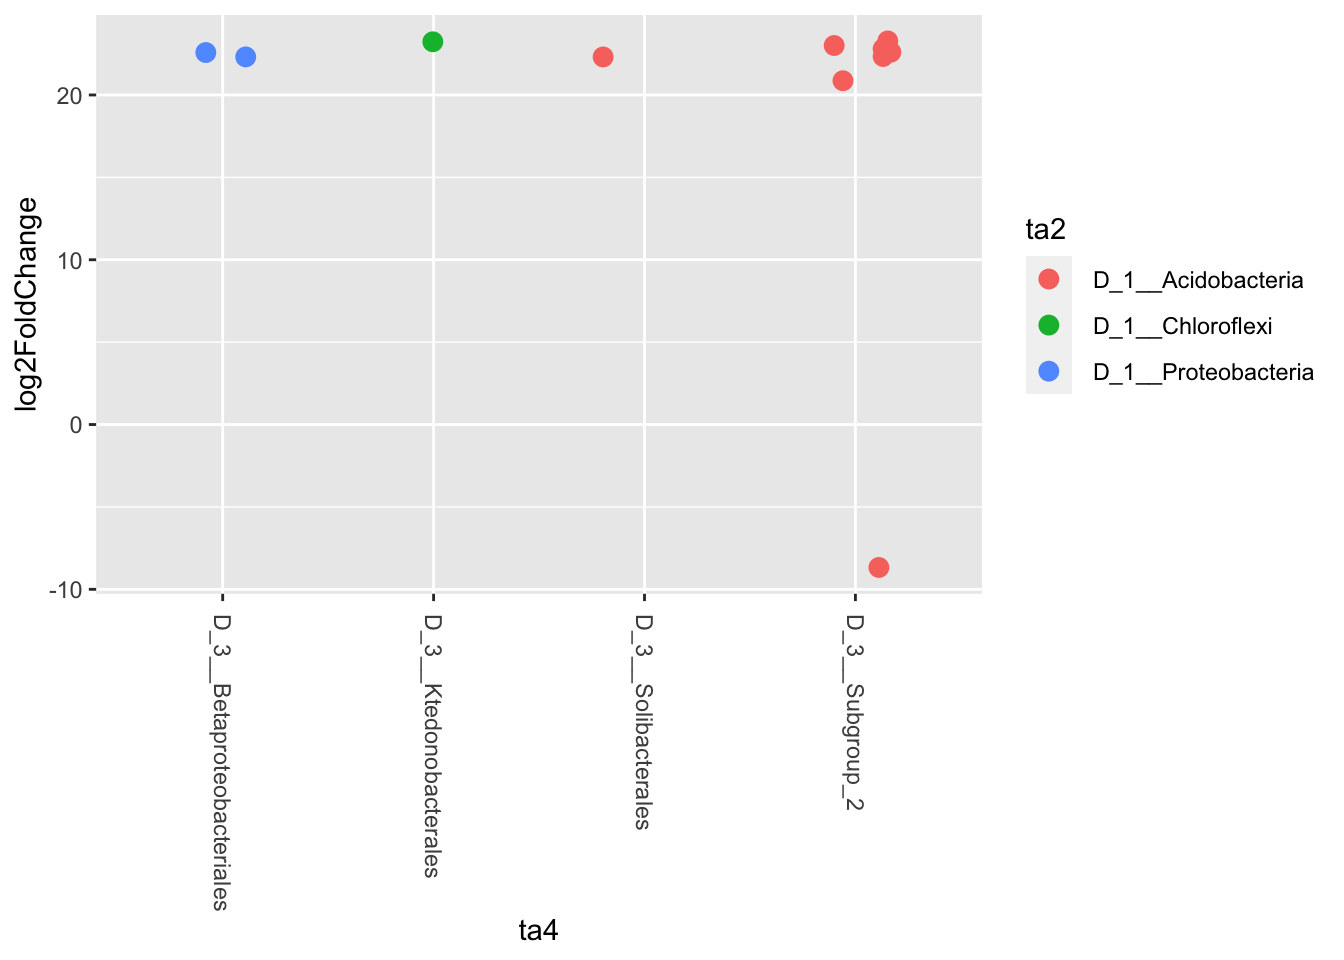 log2FoldChange
20
10
0
-10
D_3__Betaproteobacteriales
D_3__Ktedonobacterales
D_3__Solibacterales
D_3__Subgroup_2
ta4
ta2
D_1__Acidobacteria
D_1__Chloroflexi
D_1__Proteobacteria